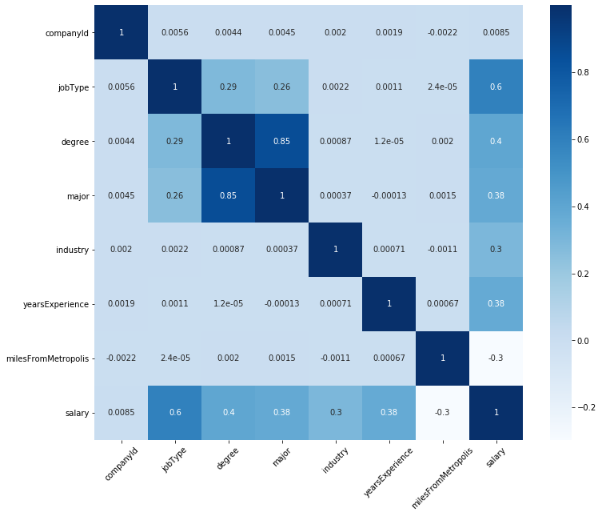 companyId 1 0.0056 0.0044 0.0045 0.002 0.0019 -0.0022 0.0085
jobType 0.0056 1 0.29 0.26 0.0022 0.0011 2.4e-05 0.6
degree 0.0044 0.29 1 0.85 0.00087 1.2e-05 0.002 0.4
major 0.0045 0.26 0.85 1 0.00037 -0.00013 0.0015 0.38
industry 0.002 0.0022 0.00087 0.00037 1 0.00071 -0.0011 0.3
yearsExperience 0.0019 0.0011 1.2e-05 -0.00013 0.00071 1 0.00067 0.38
milesFromMetropolis -0.0022 2.4e-05 0.002 0.0015 -0.0011 0.00067 1 -0.3
salary 0.0085 0.6 0.4 0.38 0.3 0.38 -0.3 1
companyId jobType degree major industry yearsExperience milesFromMetropolis salary
0.8
0.6
0.4
0.2
0.0
−0.2